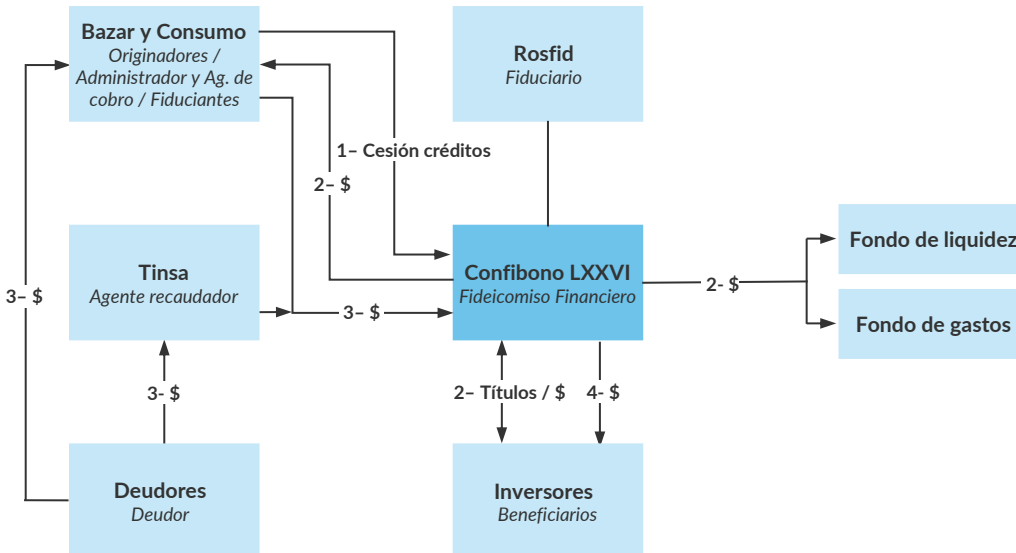 Bazar y Consumo
Originadores /
Administrador y Ag. de
cobro / Fiduciantes
Rosfid
Fiduciario
1– Cesión créditos
2– $
Tinsa
Agente recaudador
Confibono LXXVI
Fideicomiso Financiero
Fondo de liquidez
2- $
3– $
3– $
Fondo de gastos
3- $
2– Títulos / $
4- $
Deudores
Deudor
Inversores
Beneficiarios